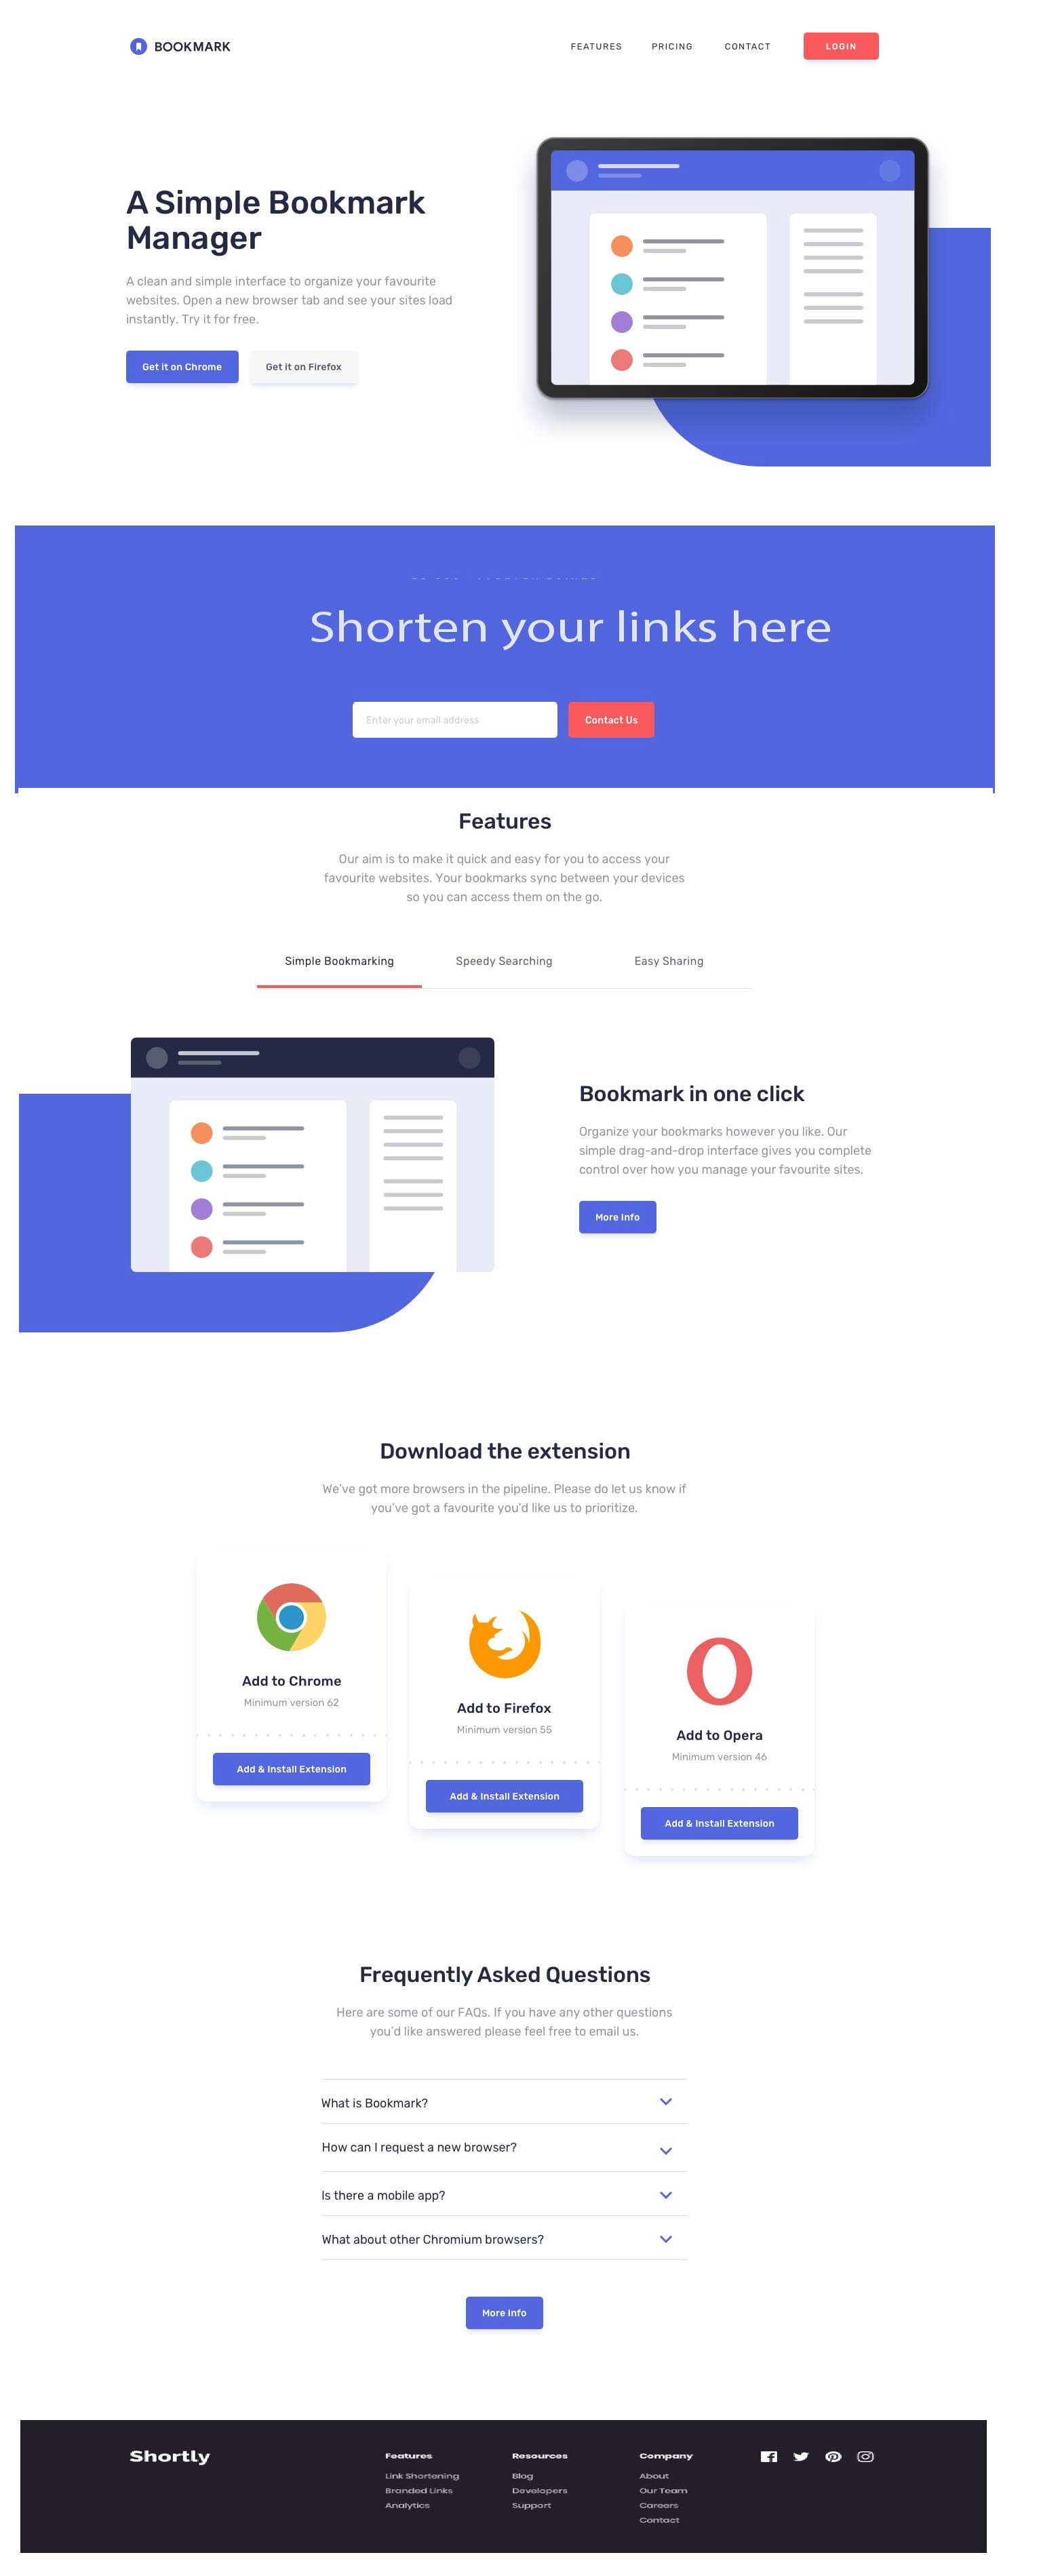 BOOKMARK
FEATURES
PRICING
CONTACT
LOGIN
A Simple Bookmark
Manager
A clean and simple interface to organize your favourite
websites. Open a new browser tab and see your sites load
instantly. Try it for free.
Get it on Chrome
Get it on Firefox
Shorten your links here
Enter your email address
Contact Us
Features
Our aim is to make it quick and easy for you to access your
favourite websites. Your bookmarks sync between your devices
so you can access them on the go.
Simple Bookmarking
Speedy Searching
Easy Sharing
Bookmark in one click
Organize your bookmarks however you like. Our
simple drag-and-drop interface gives you complete
control over how you manage your favourite sites.
More Info
Download the extension
We've got more browsers in the pipeline. Please do let us know if
you've got a favourite you'd like us to prioritize.
Add to Chrome
Minimum version 62
Add & Install Extension
Add to Firefox
Minimum version 55
Add & Install Extension
Add to Opera
Minimum version 46
Add & Install Extension
Frequently Asked Questions
Here are some of our FAQs. If you have any other questions
you'd like answered please feel free to email us.
What is Bookmark?
How can I request a new browser?
Is there a mobile app?
What about other Chromium browsers?
More Info
Shortly
Features
Link Shortening
Branded Links
Analytics
Resources
Blog
Developers
Support
Company
About
Our Team
Careers
Contact